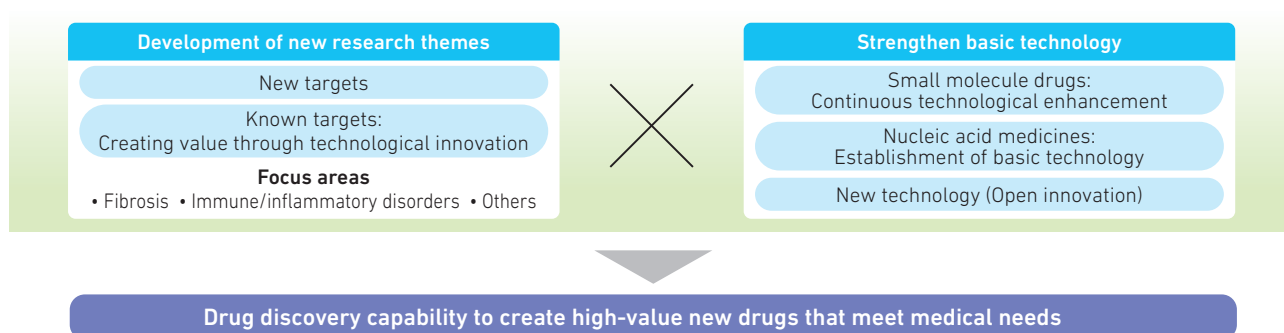 Development of new research themes
New targets
Known targets:
Creating value through technological innovation
Focus areas
• Fibrosis • Immune/inflammatory disorders • Others
Strengthen basic technology
Small molecule drugs:
Continuous technological enhancement
Nucleic acid medicines:
Establishment of basic technology
New technology (Open innovation)
Drug discovery capability to create high-value new drugs that meet medical needs